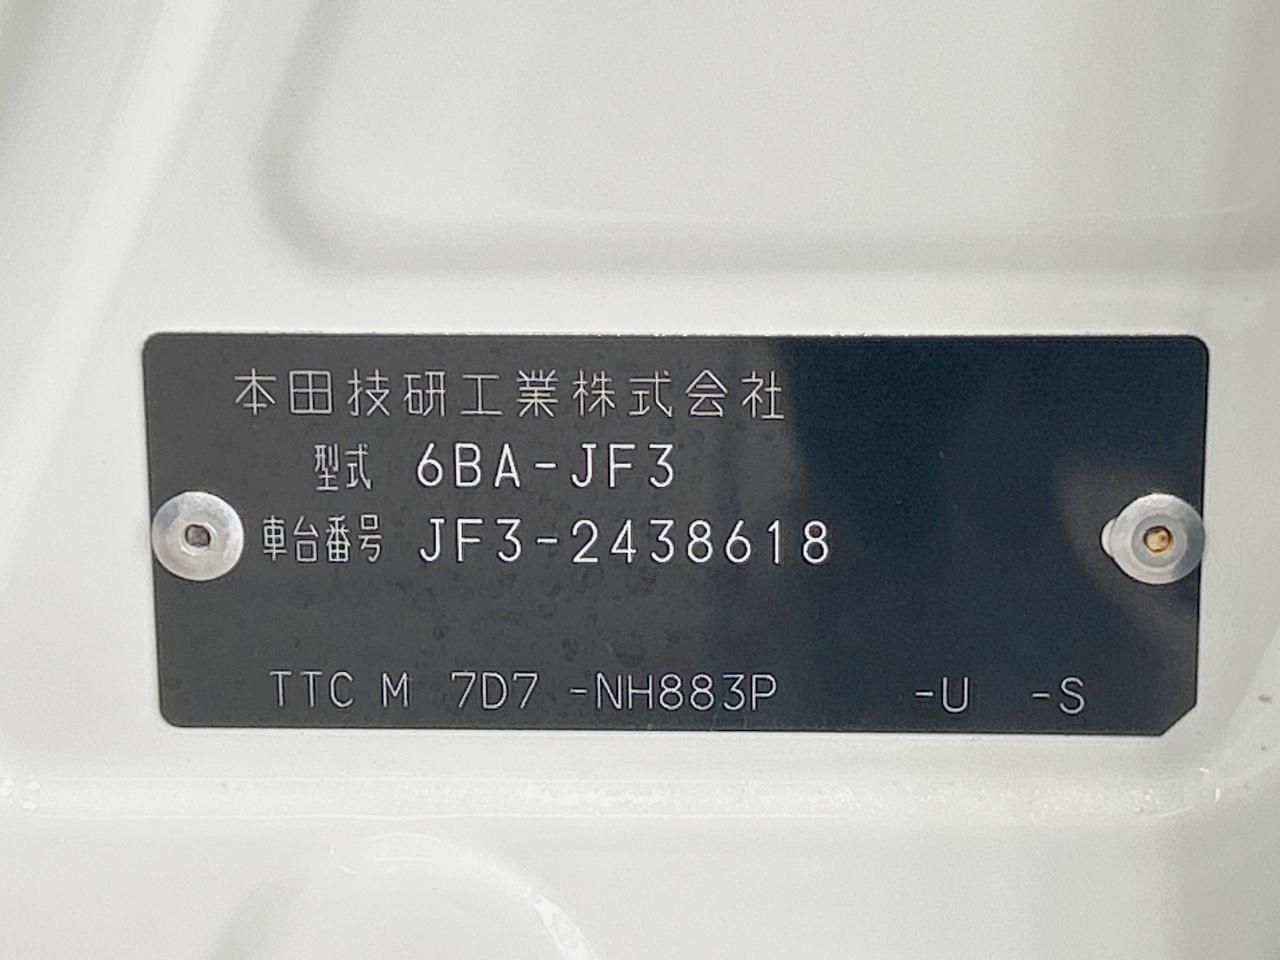 本田技研工業株式会社
型式 6BA-JF3
車台番号 JF3-2438618
TTC M 7D7 -NH883P -U -S